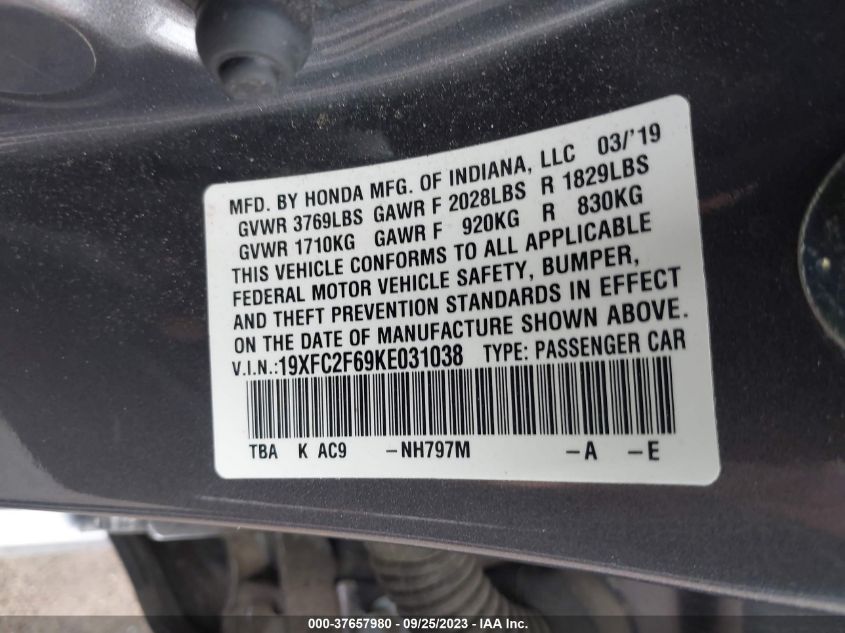 MFD. BY HONDA MFG. OF INDIANA, LLC 03/'19
GVWR 3769LBS GAWR F 2028LBS R 1829LBS
GVWR 1710KG GAWR F 920KG R 830KG
THIS VEHICLE CONFORMS TO ALL APPLICABLE
FEDERAL MOTOR VEHICLE SAFETY, BUMPER,
AND THEFT PREVENTION STANDARDS IN EFFECT
ON THE DATE OF MANUFACTURE SHOWN ABOVE.
V.I.N.:19XFC2F69KE031038 TYPE: PASSENGER CAR
TBA K AC9 -NH797M -A -E
000-37657980 - 09/25/2023 - IAA Inc.